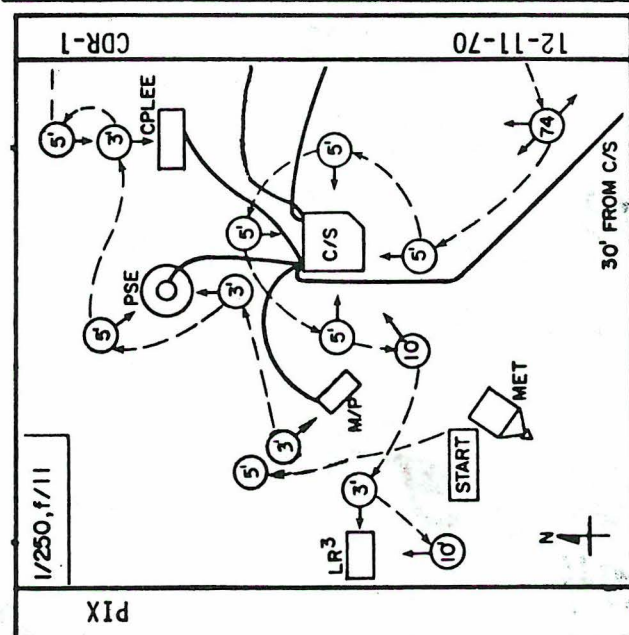 CDR-1
12-11-70
5'
3'
CPLEE
5'
74
5'
C/S
5'
PSE
3'
5'
5'
10'
30' FROM C/S
M/P
3'
5'
1/250, f/11
START
MET
3'
LR³
10'
N
PIX